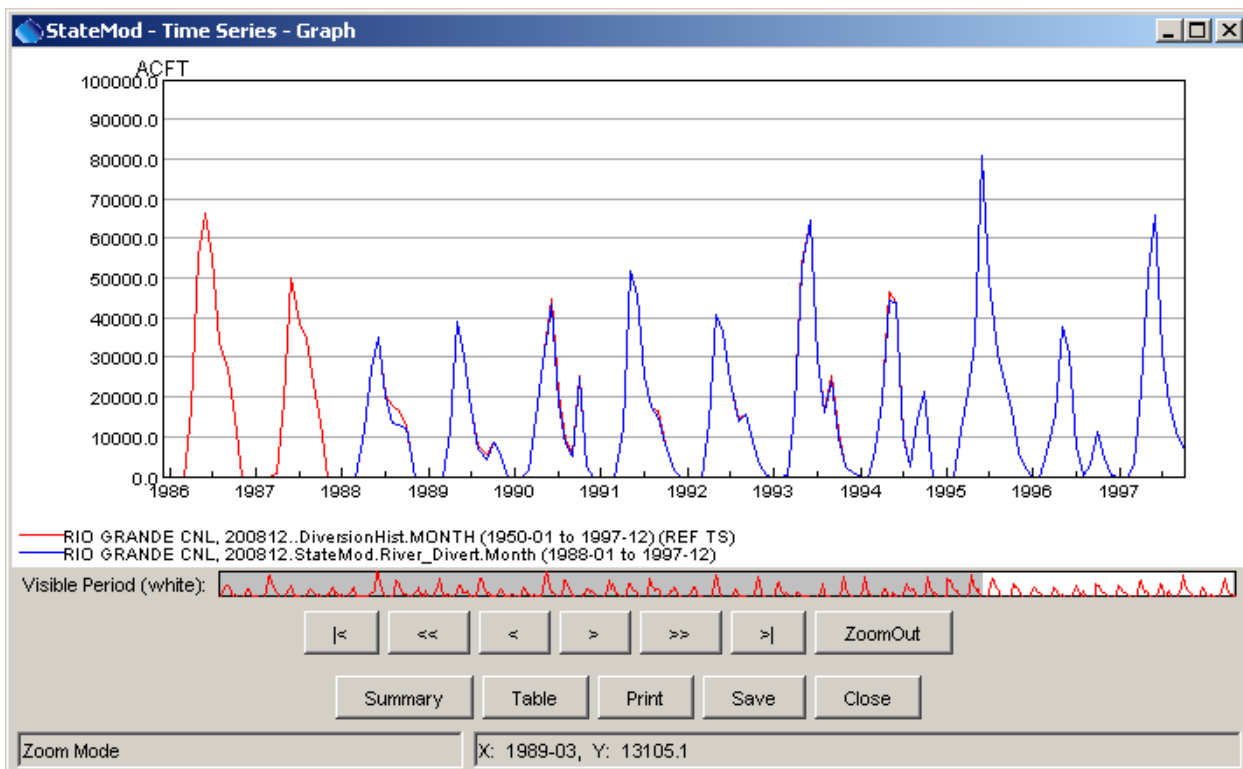 StateMod - Time Series - Graph
ACFT
100000.0
90000.0
80000.0
70000.0
60000.0
50000.0
40000.0
30000.0
20000.0
10000.0
0.0
1986 1987 1988 1989 1990 1991 1992 1993 1994 1995 1996 1997
RIO GRANDE CNL, 200812..DiversionHist.MONTH (1950-01 to 1997-12) (REF TS)
RIO GRANDE CNL, 200812.StateMod.River_Divert.Month (1988-01 to 1997-12)
Visible Period (white):
|< << < > >> >| ZoomOut
Summary Table Print Save Close
Zoom Mode X: 1989-03, Y: 13105.1